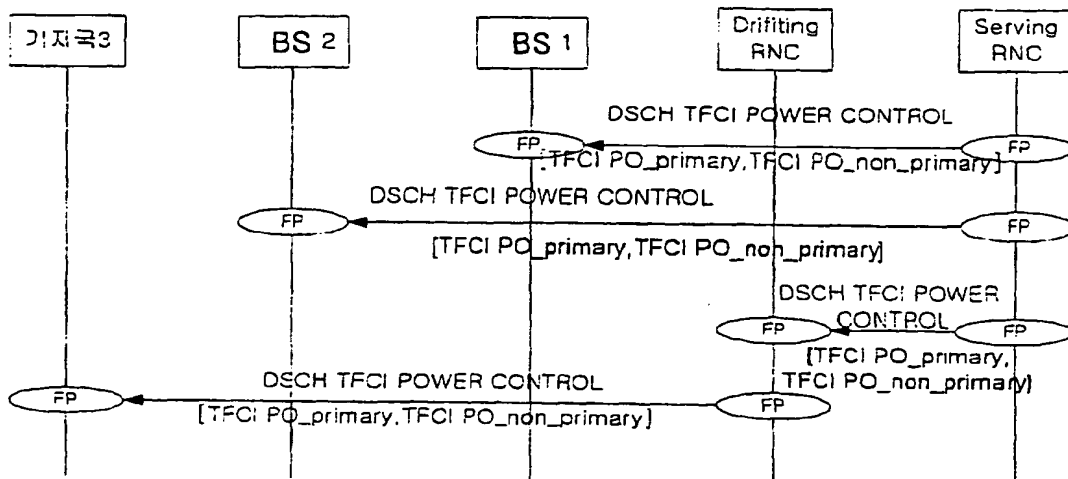 기지국3
BS 2
BS 1
Drifiting
RNC
Serving
RNC
DSCH TFCI POWER CONTROL
FP
FP
[TFCI PO_primary,TFCI PO_non_primary]
DSCH TFCI POWER CONTROL
FP
FP
[TFCI PO_primary,TFCI PO_non_primary]
DSCH TFCI POWER
CONTROL
FP
FP
[TFCI PO_primary,
TFCI PO_non_primary]
DSCH TFCI POWER CONTROL
FP
FP
[TFCI PO_primary,TFCI PO_non_primary]